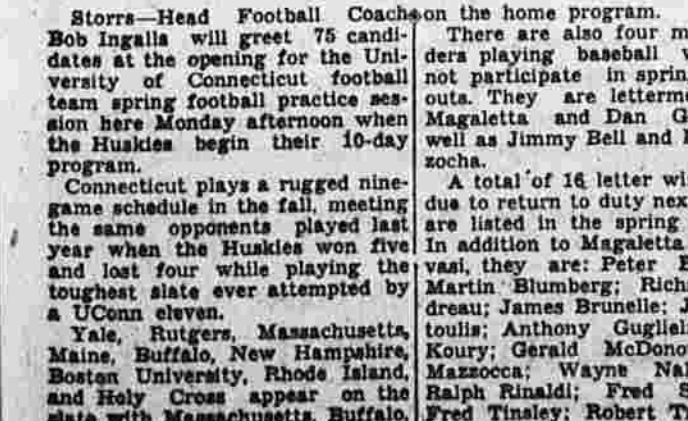 Storrs—Head Football Coach
Bob Ingalls will greet 75 candi-
dates at the opening for the Uni-
versity of Connecticut football
team spring football practice ses-
sion here Monday afternoon when
the Huskies begin their 10-day
program.
Connecticut plays a rugged nine-
game schedule in the fall, meeting
the same opponents played last
year when the Huskies won five
and lost four while playing the
toughest slate ever attempted by
a UConn eleven.
Yale, Rutgers, Massachusetts,
Maine, Buffalo, New Hampshire,
Boston University, Rhode Island,
and Holy Cross appear on the
slate with Massachusetts, Buffalo,
on the home program.
There are also four
ders playing baseball
not participate in
outs. They are
Magaletta and Dan
well as Jimmy Bell and
zocha.
A total of 16 letter
due to return to duty
are listed in the spring
In addition to Magaletta
vasi, they are: Peter
Martin Blumberg;
dreau; James Brunelle;
toulis; Anthony
Koury; Gerald
Mazzocca; Wayne
Ralph Rinaldi; Fred
Fred Tinsley; Robert